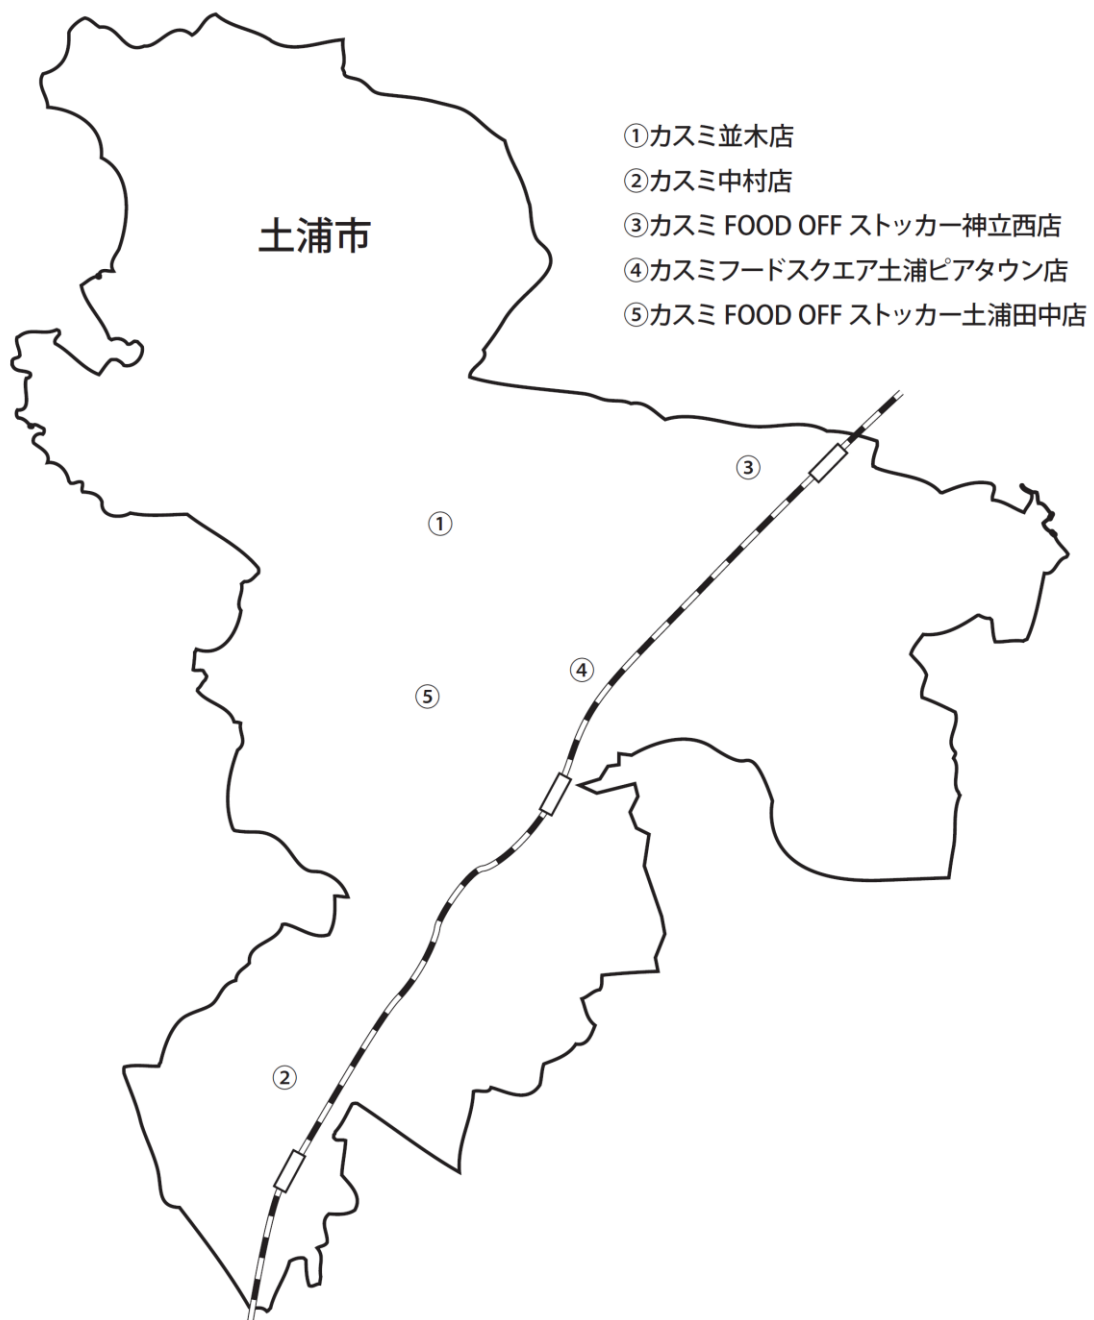 ①カスミ並木店
②カスミ中村店
土浦市
③カスミ FOOD OFF ストッカー神立西店
④カスミフードスクエア土浦ピアタウン店
⑤カスミ FOOD OFF ストッカー土浦田中店
③
①
④
⑤
②